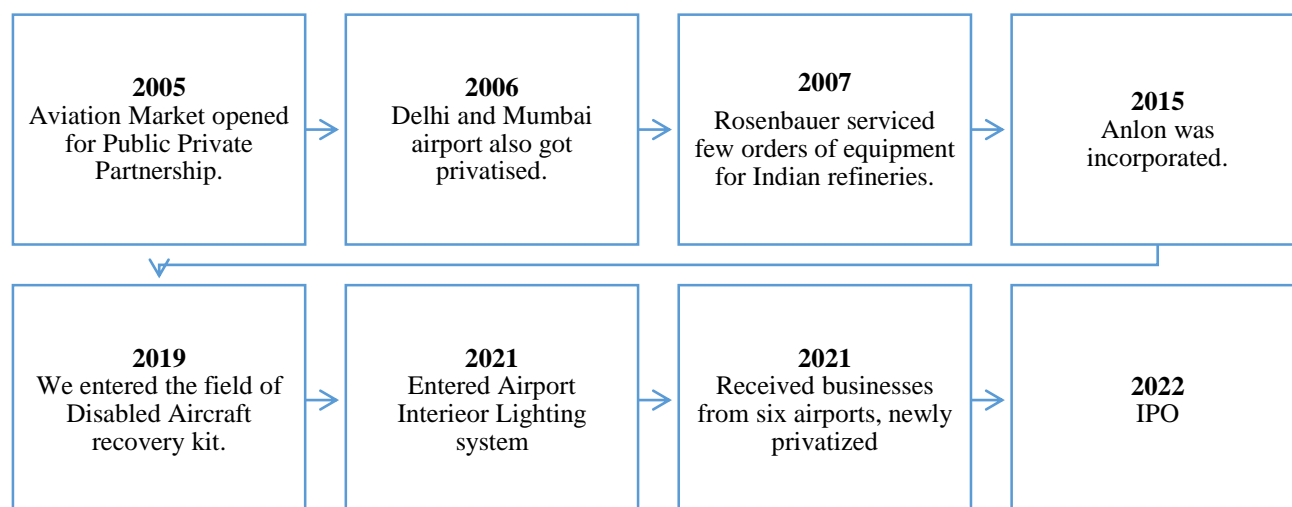 2005
Aviation Market opened
for Public Private
Partnership.
2006
Delhi and Mumbai
airport also got
privatised.
2007
Rosenbauer serviced
few orders of equipment
for Indian refineries.
2015
Anlon was
incorporated.
2019
We entered the field of
Disabled Aircraft
recovery kit.
2021
Entered Airport
Interieor Lighting
system
2021
Received businesses
from six airports, newly
privatized
2022
IPO